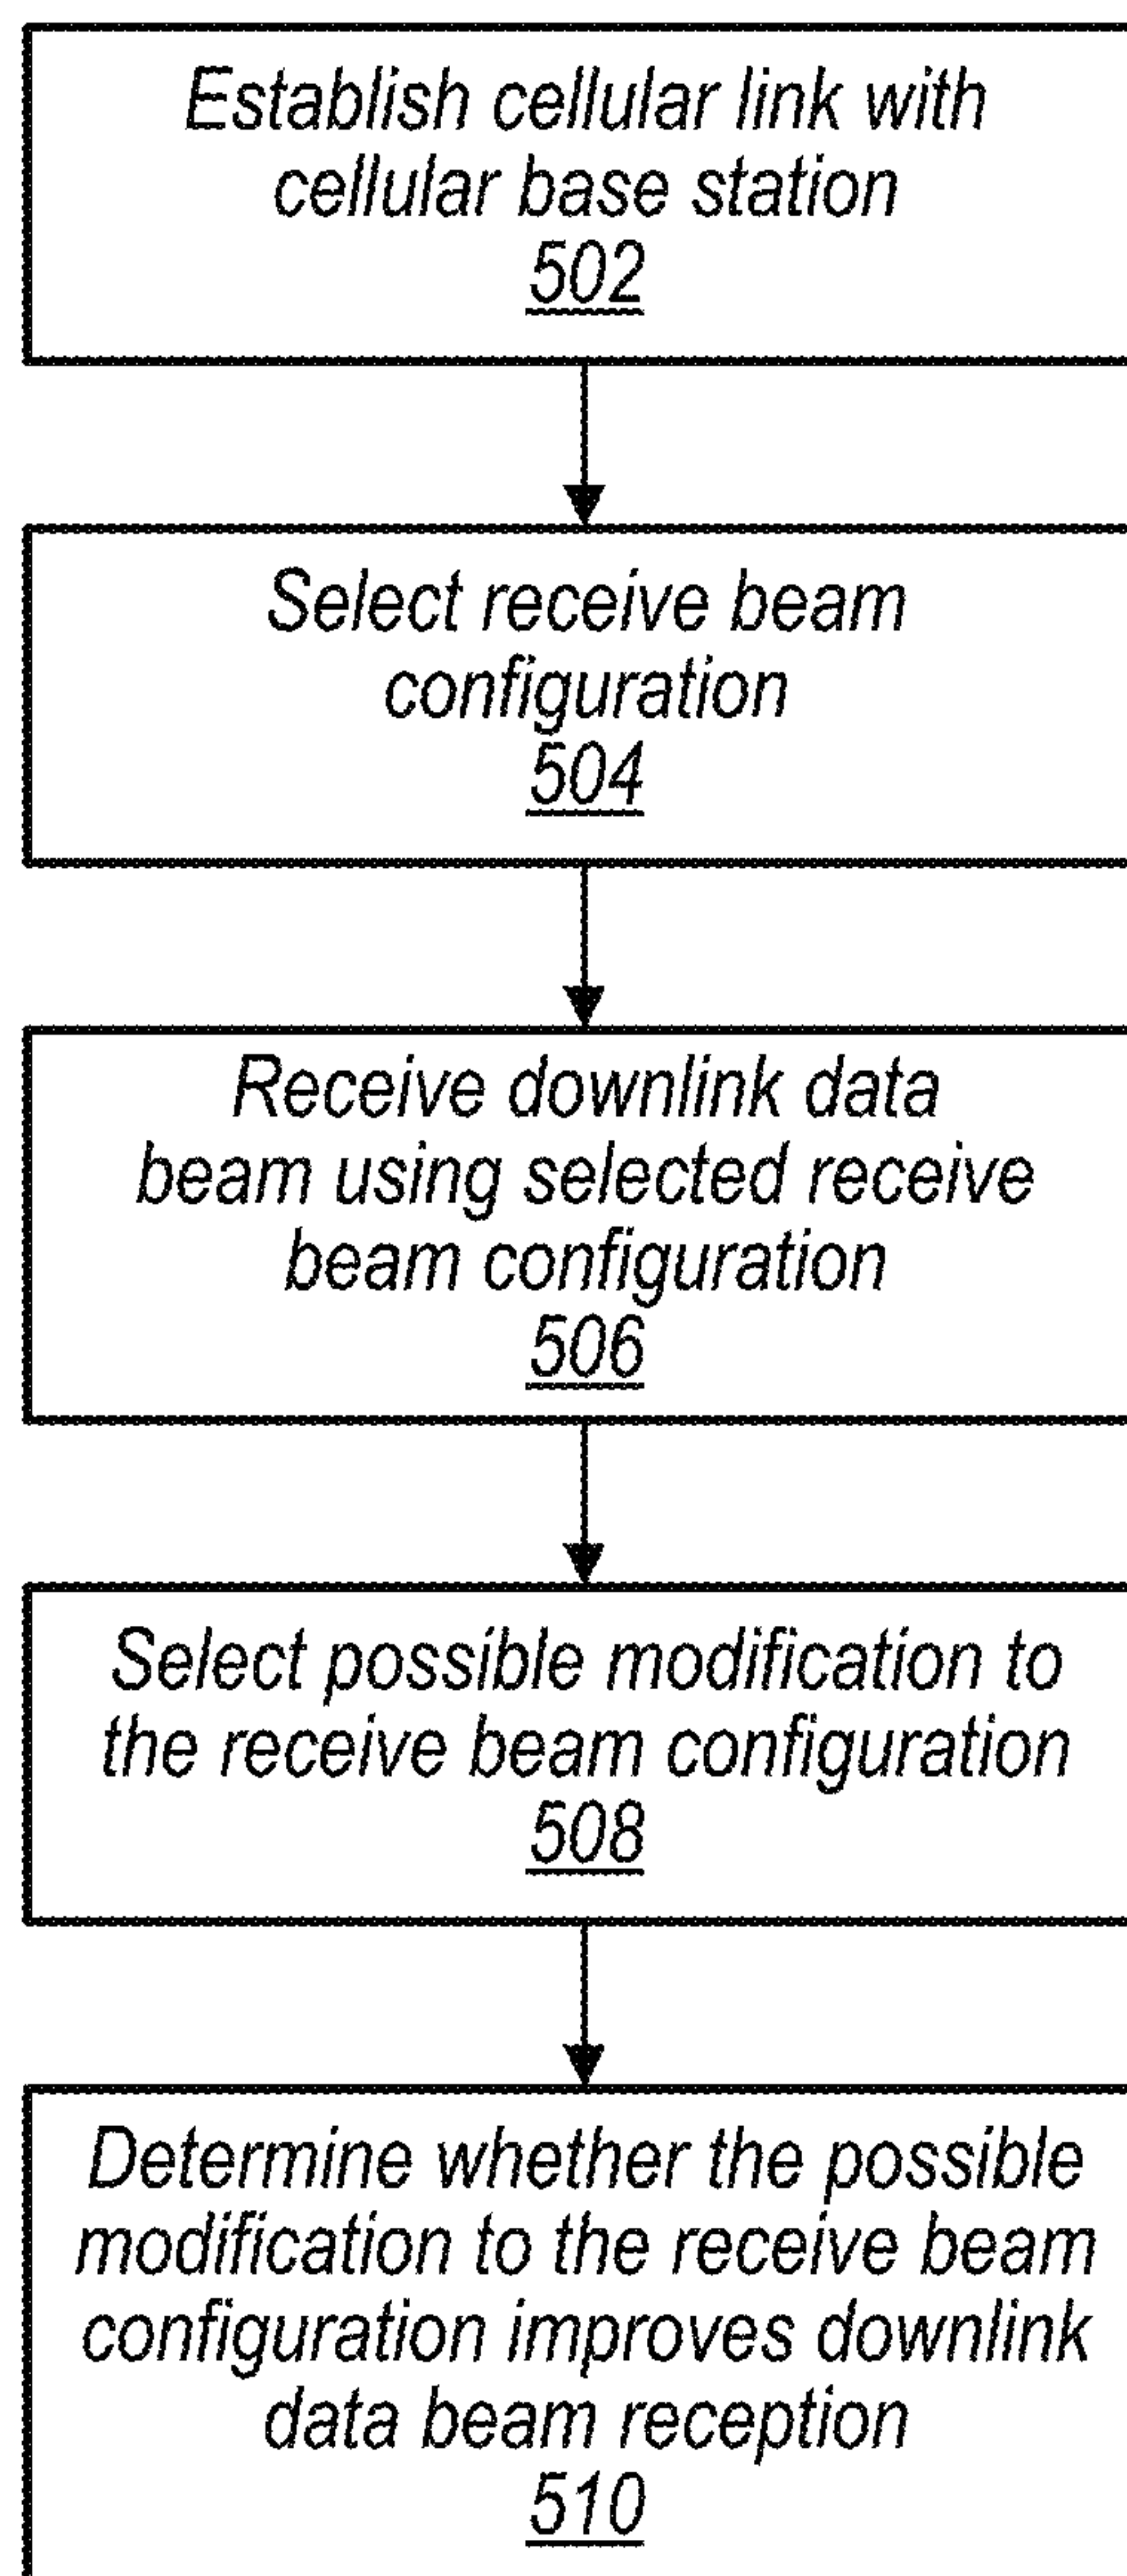 Establish cellular link with
cellular base station
502
Select receive beam
configuration
504
Receive downlink data
beam using selected receive
beam configuration
506
Select possible modification to
the receive beam configuration
508
Determine whether the possible
modification to the receive beam
configuration improves downlink
data beam reception
510